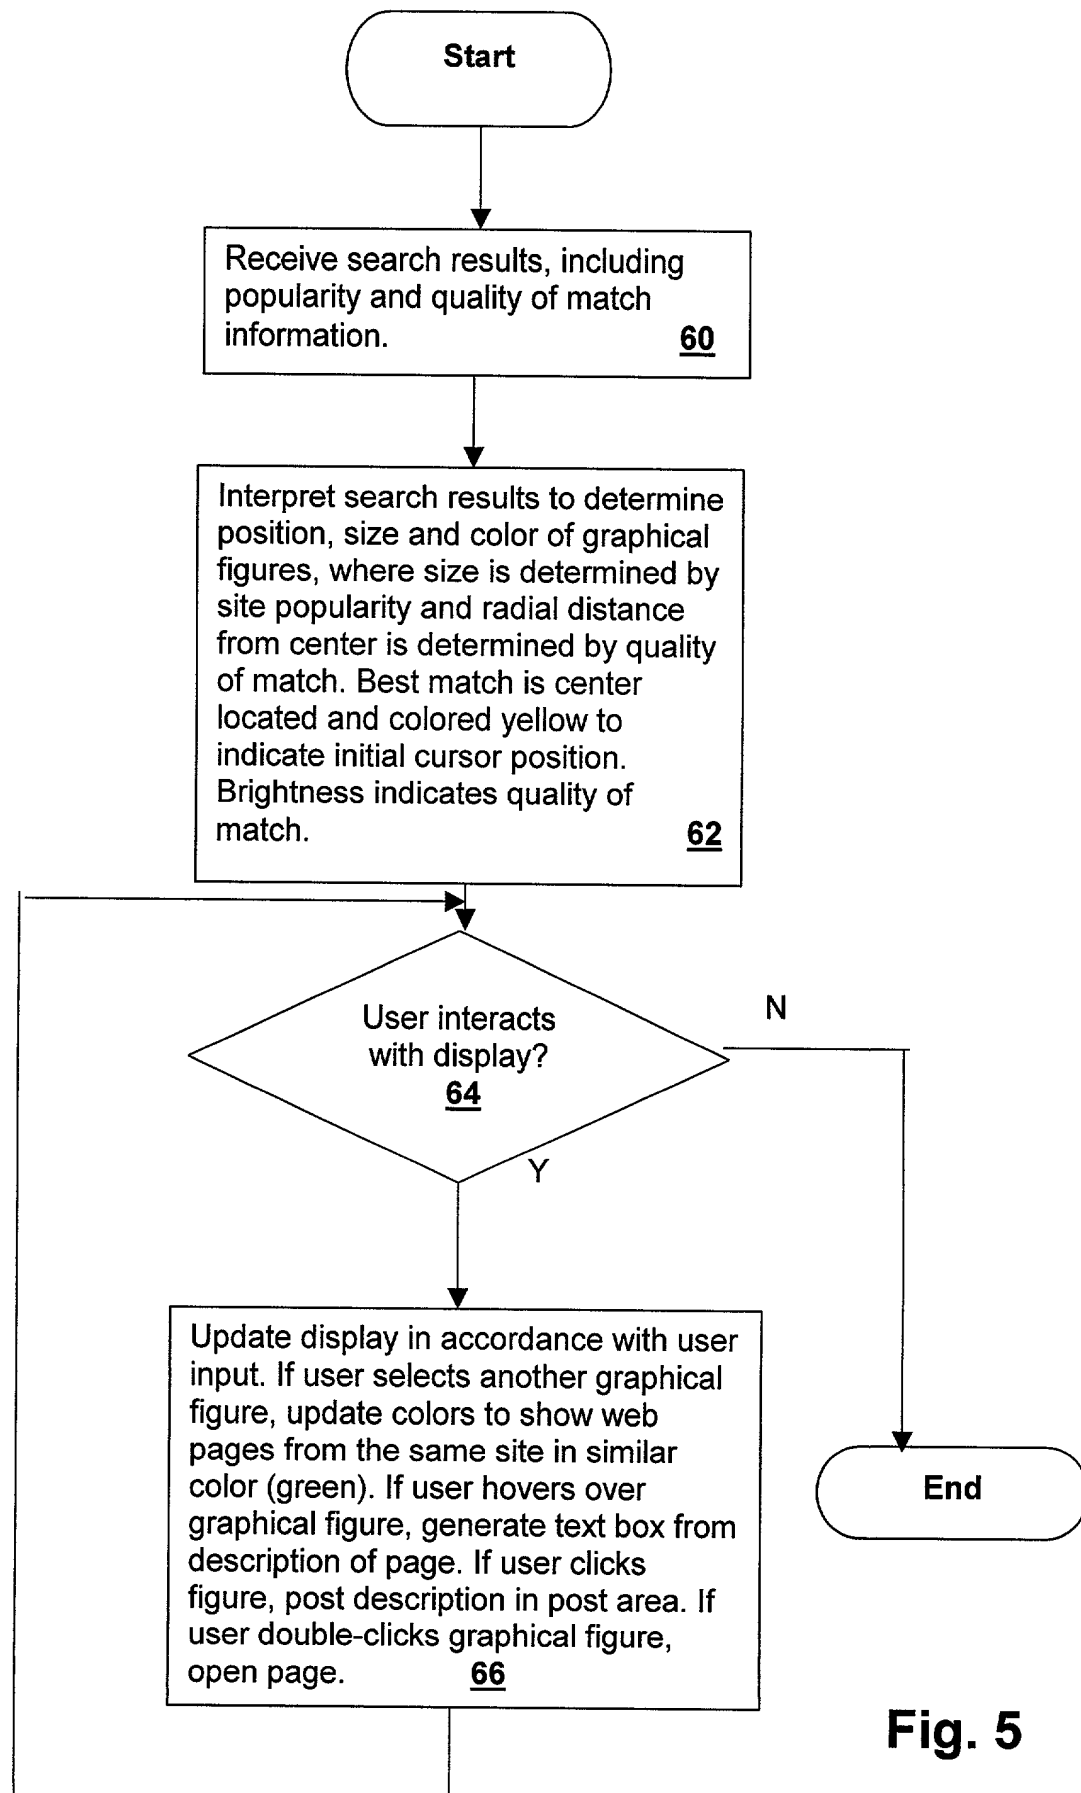 Start
Receive search results, including
popularity and quality of match
information. 60
Interpret search results to determine
position, size and color of graphical
figures, where size is determined by
site popularity and radial distance
from center is determined by quality
of match. Best match is center
located and colored yellow to
indicate initial cursor position.
Brightness indicates quality of
match. 62
User interacts
with display?
64
N
Y
Update display in accordance with user
input. If user selects another graphical
figure, update colors to show web
pages from the same site in similar
color (green). If user hovers over
graphical figure, generate text box from
description of page. If user clicks
figure, post description in post area. If
user double-clicks graphical figure,
open page. 66
End
Fig. 5